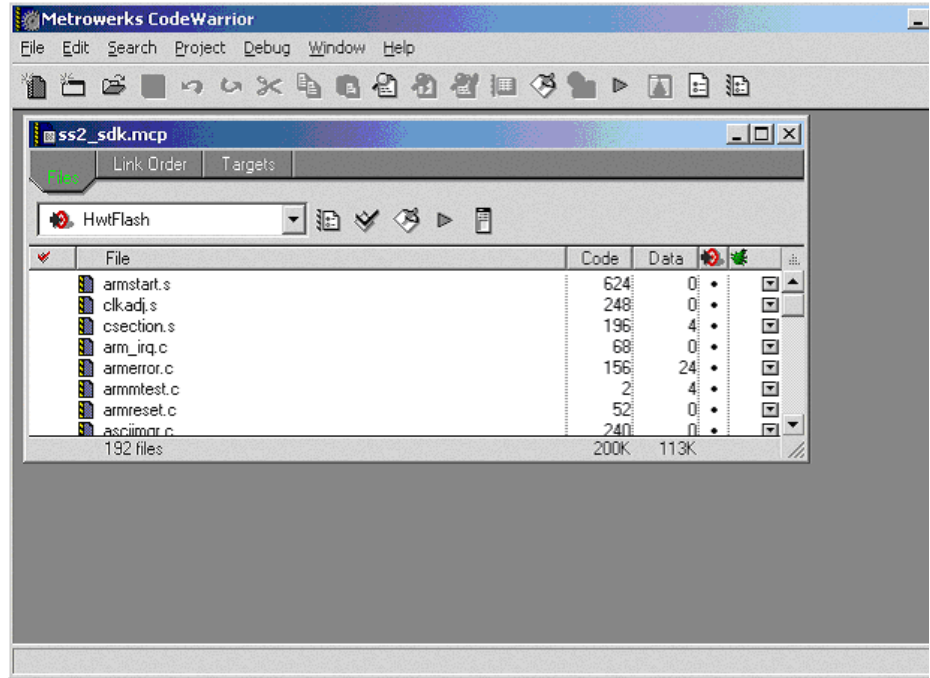 Metrowerks CodeWarrior
File Edit Search Project Debug Window Help
ss2_sdk.mcp
Files Link Order Targets
HwtFlash
File Code Data
armstart.s 624 0
clkadj.s 248 0
csection.s 196 4
arm_irq.c 68 0
armerror.c 156 24
armmtest.c 2 4
armreset.c 52 0
asciimgr.c 240 0
192 files 200K 113K